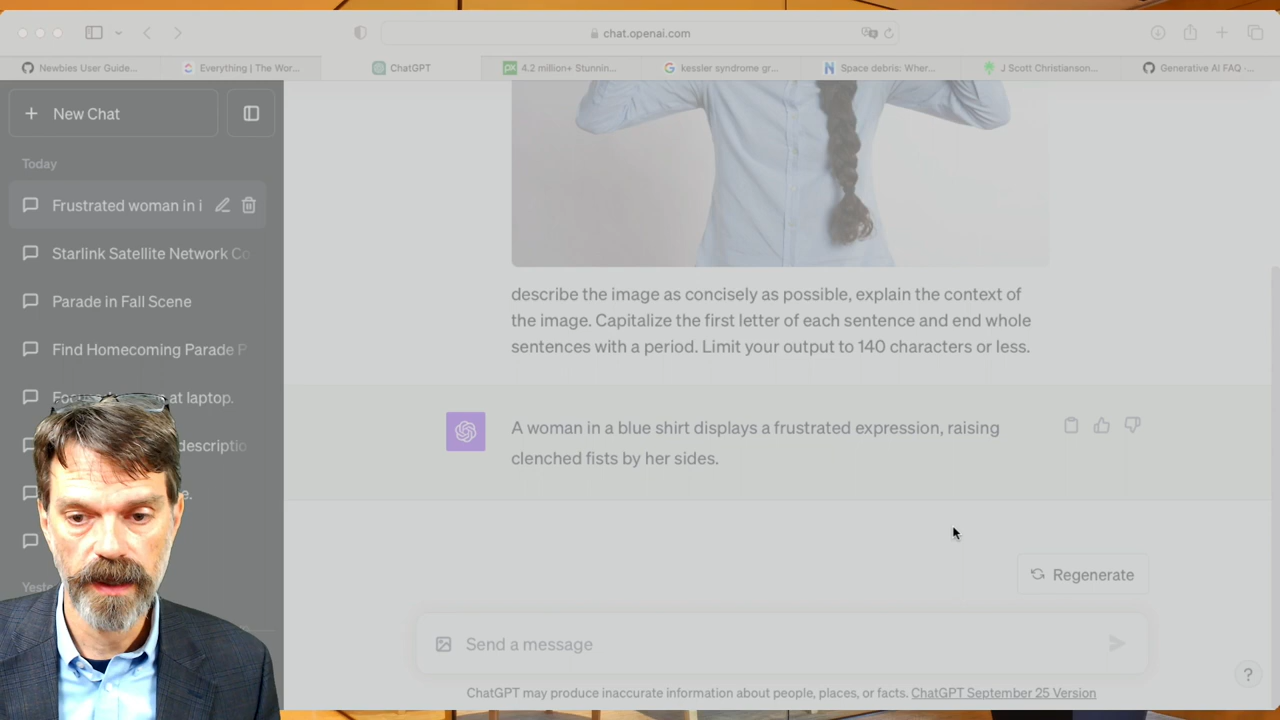 chat.openai.com
Newbies User Guide...
Everything | The Wor...
ChatGPT
4.2 million+ Stunnin...
kessler syndrome gr...
Space debris: Wher...
J Scott Christianson...
Generative AI FAQ -...
New Chat
Today
Frustrated woman in i
Starlink Satellite Network Co
Parade in Fall Scene
Find Homecoming Parade P
at laptop.
descriptio
describe the image as concisely as possible, explain the context of
the image. Capitalize the first letter of each sentence and end whole
sentences with a period. Limit your output to 140 characters or less.
A woman in a blue shirt displays a frustrated expression, raising
clenched fists by her sides.
Regenerate
Send a message
ChatGPT may produce inaccurate information about people, places, or facts. ChatGPT September 25 Version
?